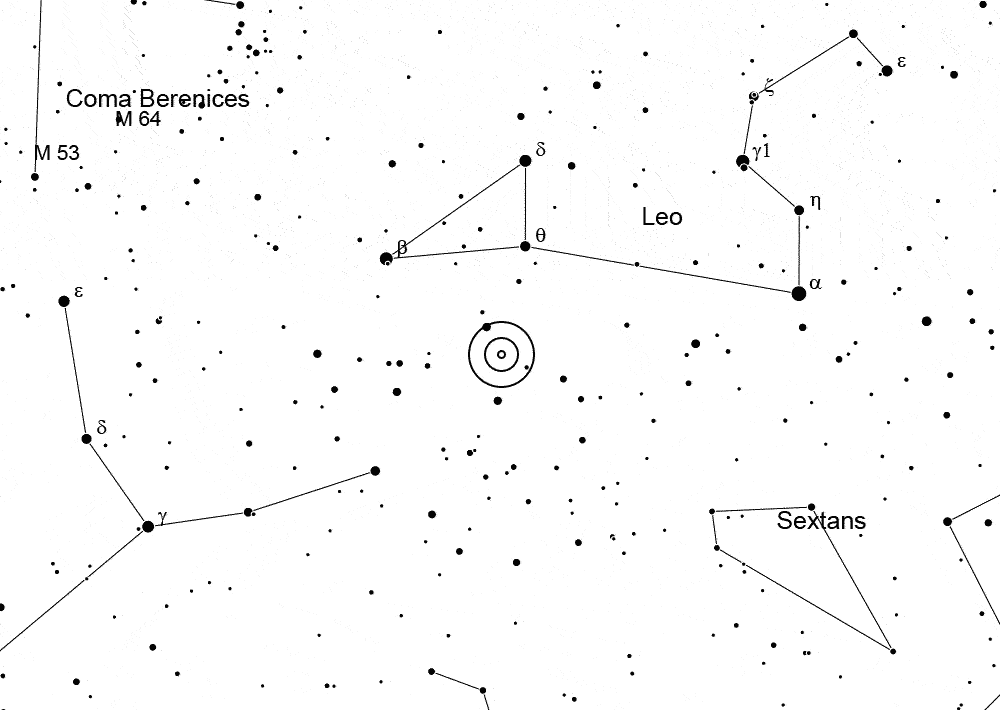 ε
ζ
Coma Berenices
M 64
M 53
δ
γ1
η
Leo
θ
β
α
ε
δ
γ
Sextans